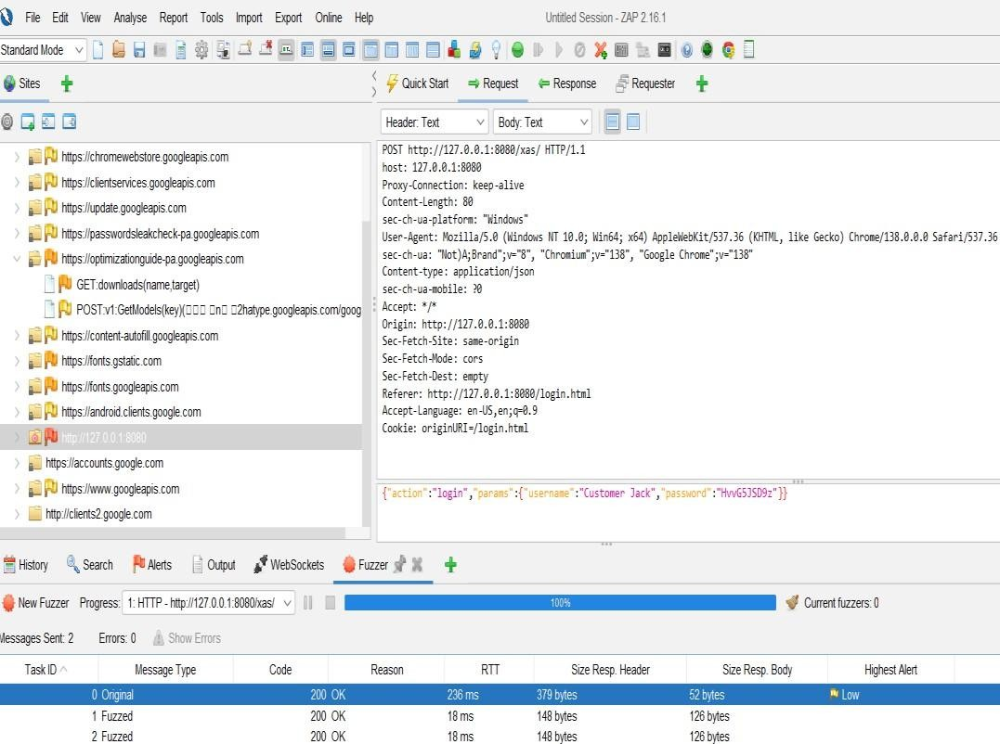 File Edit View Analyse Report Tools Import Export Online Help
Untitled Session - ZAP 2.16.1
Standard Mode
Sites
Quick Start Request Response Requester
Header: Text Body: Text
https://chromewebstore.googleapis.com
https://clientservices.googleapis.com
https://update.googleapis.com
https://passwordsleakcheck-pa.googleapis.com
https://optimizationguide-pa.googleapis.com
GET:downloads(name,target)
POST:v1:GetModels(key)(□□□ □n□ □2hatype.googleapis.com/goog
https://content-autofill.googleapis.com
https://fonts.gstatic.com
https://fonts.googleapis.com
https://android.clients.google.com
http://127.0.0.1:8080
https://accounts.google.com
https://www.googleapis.com
http://clients2.google.com
POST http://127.0.0.1:8080/xas/ HTTP/1.1
host: 127.0.0.1:8080
Proxy-Connection: keep-alive
Content-Length: 80
sec-ch-ua-platform: "Windows"
User-Agent: Mozilla/5.0 (Windows NT 10.0; Win64; x64) AppleWebKit/537.36 (KHTML, like Gecko) Chrome/138.0.0.0 Safari/537.36
sec-ch-ua: "Not)A;Brand";v="8", "Chromium";v="138", "Google Chrome";v="138"
Content-type: application/json
sec-ch-ua-mobile: ?0
Accept: */*
Origin: http://127.0.0.1:8080
Sec-Fetch-Site: same-origin
Sec-Fetch-Mode: cors
Sec-Fetch-Dest: empty
Referer: http://127.0.0.1:8080/login.html
Accept-Language: en-US,en;q=0.9
Cookie: originURI=/login.html
{"action":"login","params":{"username":"Customer Jack","password":"HvvG5JSD9z"}}
History Search Alerts Output WebSockets Fuzzer
New Fuzzer Progress: 1: HTTP - http://127.0.0.1:8080/xas/ 100% Current fuzzers: 0
Messages Sent: 2 Errors: 0 Show Errors
Task ID Message Type Code Reason RTT Size Resp. Header Size Resp. Body Highest Alert
0 Original 200 OK 236 ms 379 bytes 52 bytes Low
1 Fuzzed 200 OK 18 ms 148 bytes 126 bytes
2 Fuzzed 200 OK 18 ms 148 bytes 126 bytes